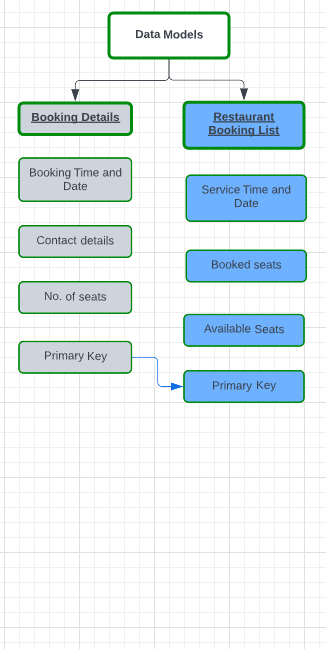 Data Models
Booking Details
Booking Time and
Date
Contact details
No. of seats
Primary Key
Restaurant
Booking List
Service Time and
Date
Booked seats
Available Seats
Primary Key